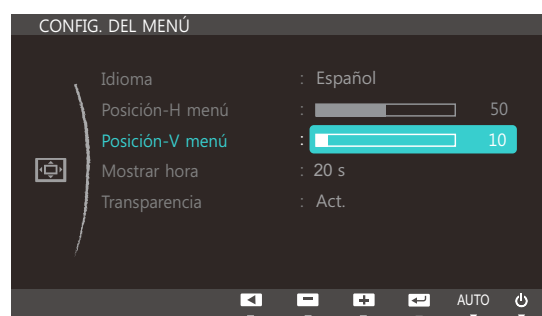 CONFIG. DEL MENÚ
Idioma : Español
Posición-H menú : 50
Posición-V menú : 10
Mostrar hora : 20 s
Transparencia : Act.
AUTO